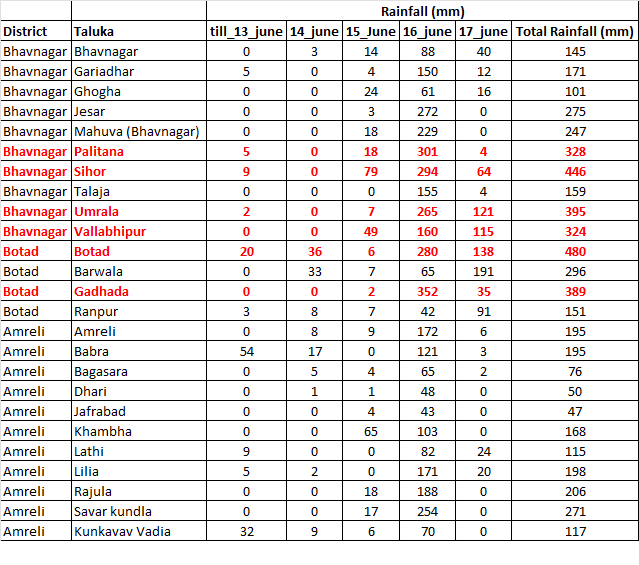 Rainfall (mm)
District Taluka till_13_june 14_june 15_June 16_june 17_june Total Rainfall (mm)
Bhavnagar Bhavnagar 0 3 14 88 40 145
Bhavnagar Gariadhar 5 0 4 150 12 171
Bhavnagar Ghogha 0 0 24 61 16 101
Bhavnagar Jesar 0 0 3 272 0 275
Bhavnagar Mahuva (Bhavnagar) 0 0 18 229 0 247
Bhavnagar Palitana 5 0 18 301 4 328
Bhavnagar Sihor 9 0 79 294 64 446
Bhavnagar Talaja 0 0 0 155 4 159
Bhavnagar Umrala 2 0 7 265 121 395
Bhavnagar Vallabhipur 0 0 49 160 115 324
Botad Botad 20 36 6 280 138 480
Botad Barwala 0 33 7 65 191 296
Botad Gadhada 0 0 2 352 35 389
Botad Ranpur 3 8 7 42 91 151
Amreli Amreli 0 8 9 172 6 195
Amreli Babra 54 17 0 121 3 195
Amreli Bagasara 0 5 4 65 2 76
Amreli Dhari 0 1 1 48 0 50
Amreli Jafrabad 0 0 4 43 0 47
Amreli Khambha 0 0 65 103 0 168
Amreli Lathi 9 0 0 82 24 115
Amreli Lilia 5 2 0 171 20 198
Amreli Rajula 0 0 18 188 0 206
Amreli Savar kundla 0 0 17 254 0 271
Amreli Kunkavav Vadia 32 9 6 70 0 117